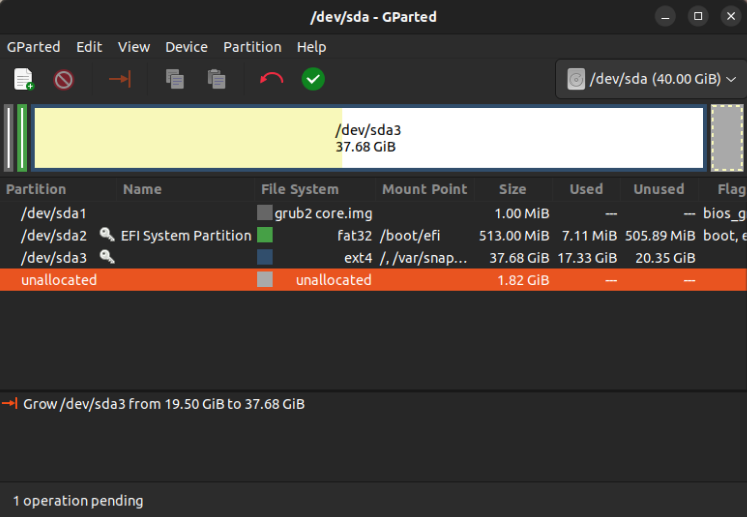 /dev/sda - GParted
GParted Edit View Device Partition Help
/dev/sda (40.00 GiB)
/dev/sda3
37.68 GiB
Partition Name File System Mount Point Size Used Unused Flag
/dev/sda1 grub2 core.img 1.00 MiB --- --- bios_g
/dev/sda2 EFI System Partition fat32 /boot/efi 513.00 MiB 7.11 MiB 505.89 MiB boot, e
/dev/sda3 ext4 /, /var/snap... 37.68 GiB 17.33 GiB 20.35 GiB
unallocated unallocated 1.82 GiB --- ---
Grow /dev/sda3 from 19.50 GiB to 37.68 GiB
1 operation pending